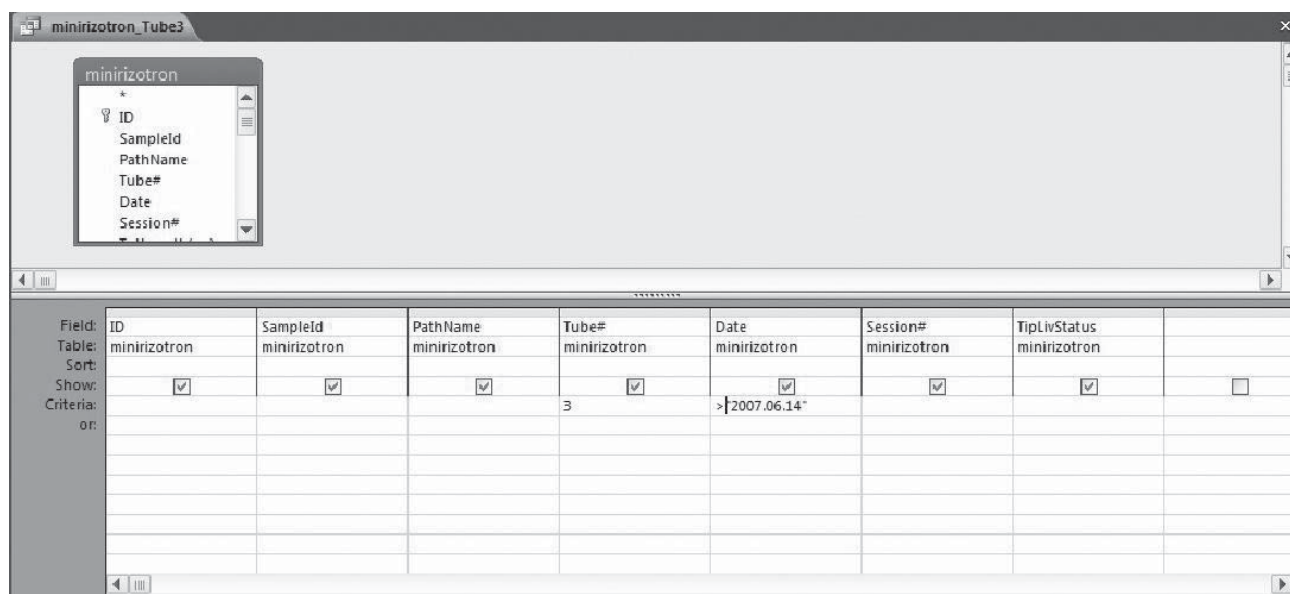 minirizotron_Tube3
minirizotron
*
ID
SampleId
PathName
Tube#
Date
Session#
Field: ID SampleId PathName Tube# Date Session# TipLivStatus
Table: minirizotron minirizotron minirizotron minirizotron minirizotron minirizotron minirizotron
Sort:
Show:
Criteria: 3 >"2007.06.14"
or: